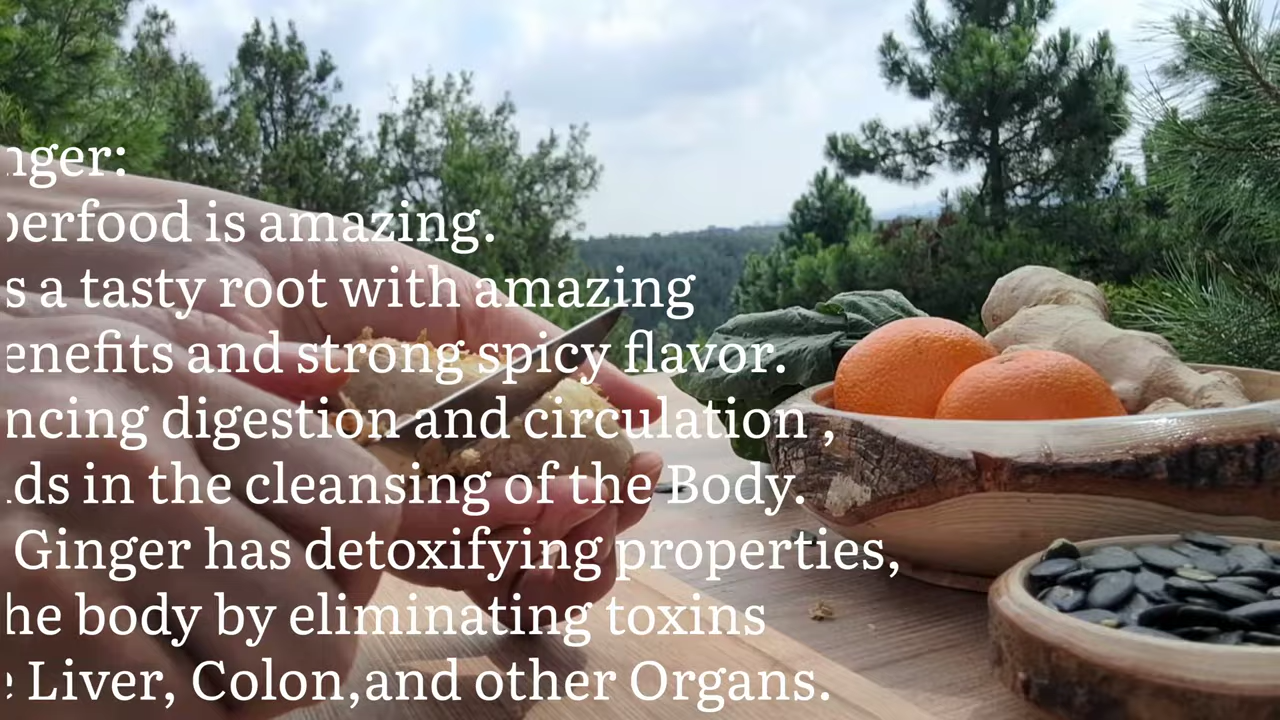 nger:
perfood is amazing.
s a tasty root with amazing
enefits and strong spicy flavor.
ncing digestion and circulation ,
ds in the cleansing of the Body.
Ginger has detoxifying properties,
he body by eliminating toxins
Liver, Colon,and other Organs.